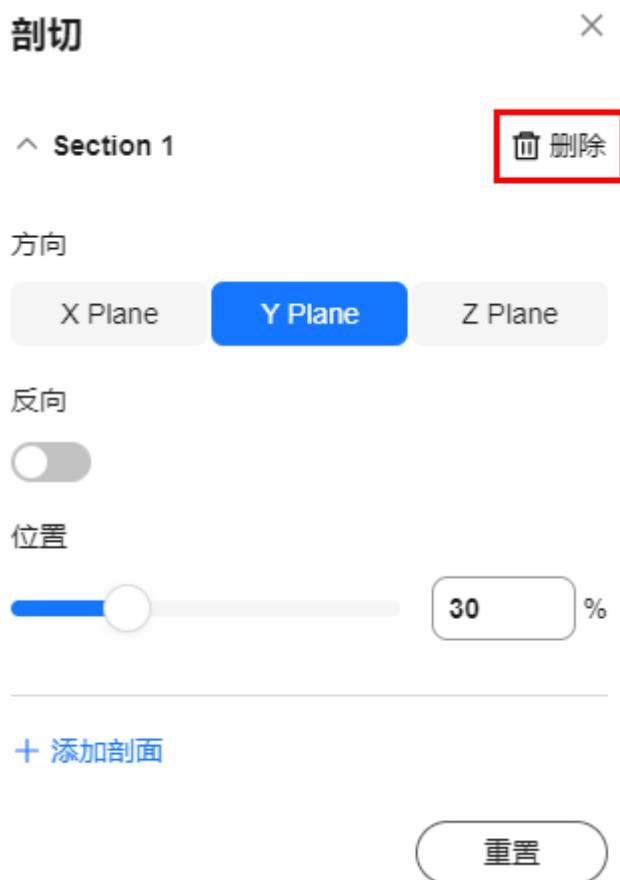 剖切
Section 1
删除
方向
X Plane
Y Plane
Z Plane
反向
位置
30
%
添加剖面
重置